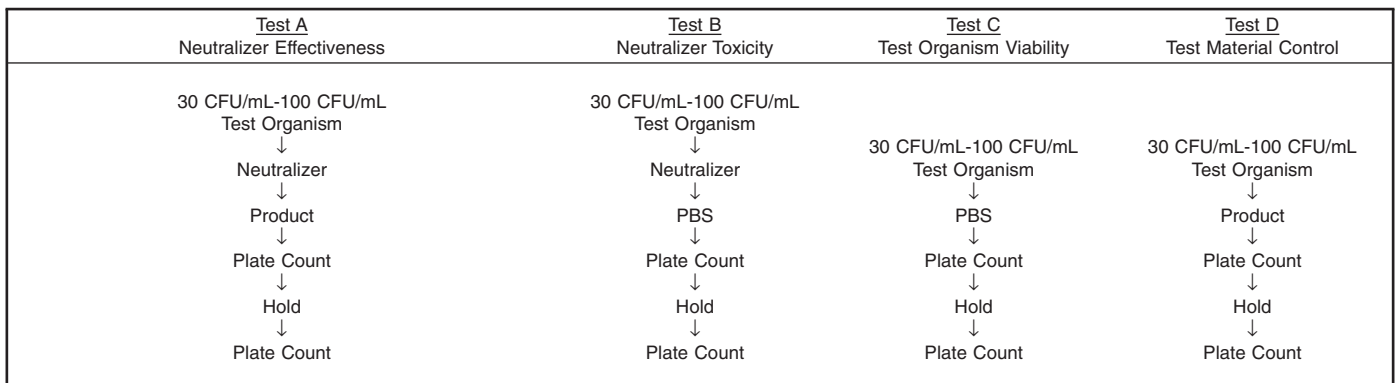 Test A
Neutralizer Effectiveness
Test B
Neutralizer Toxicity
Test C
Test Organism Viability
Test D
Test Material Control
30 CFU/mL-100 CFU/mL
Test Organism
↓
Neutralizer
↓
Product
↓
Plate Count
↓
Hold
↓
Plate Count
30 CFU/mL-100 CFU/mL
Test Organism
↓
Neutralizer
↓
PBS
↓
Plate Count
↓
Hold
↓
Plate Count
30 CFU/mL-100 CFU/mL
Test Organism
↓
PBS
↓
Plate Count
↓
Hold
↓
Plate Count
30 CFU/mL-100 CFU/mL
Test Organism
↓
Product
↓
Plate Count
↓
Hold
↓
Plate Count